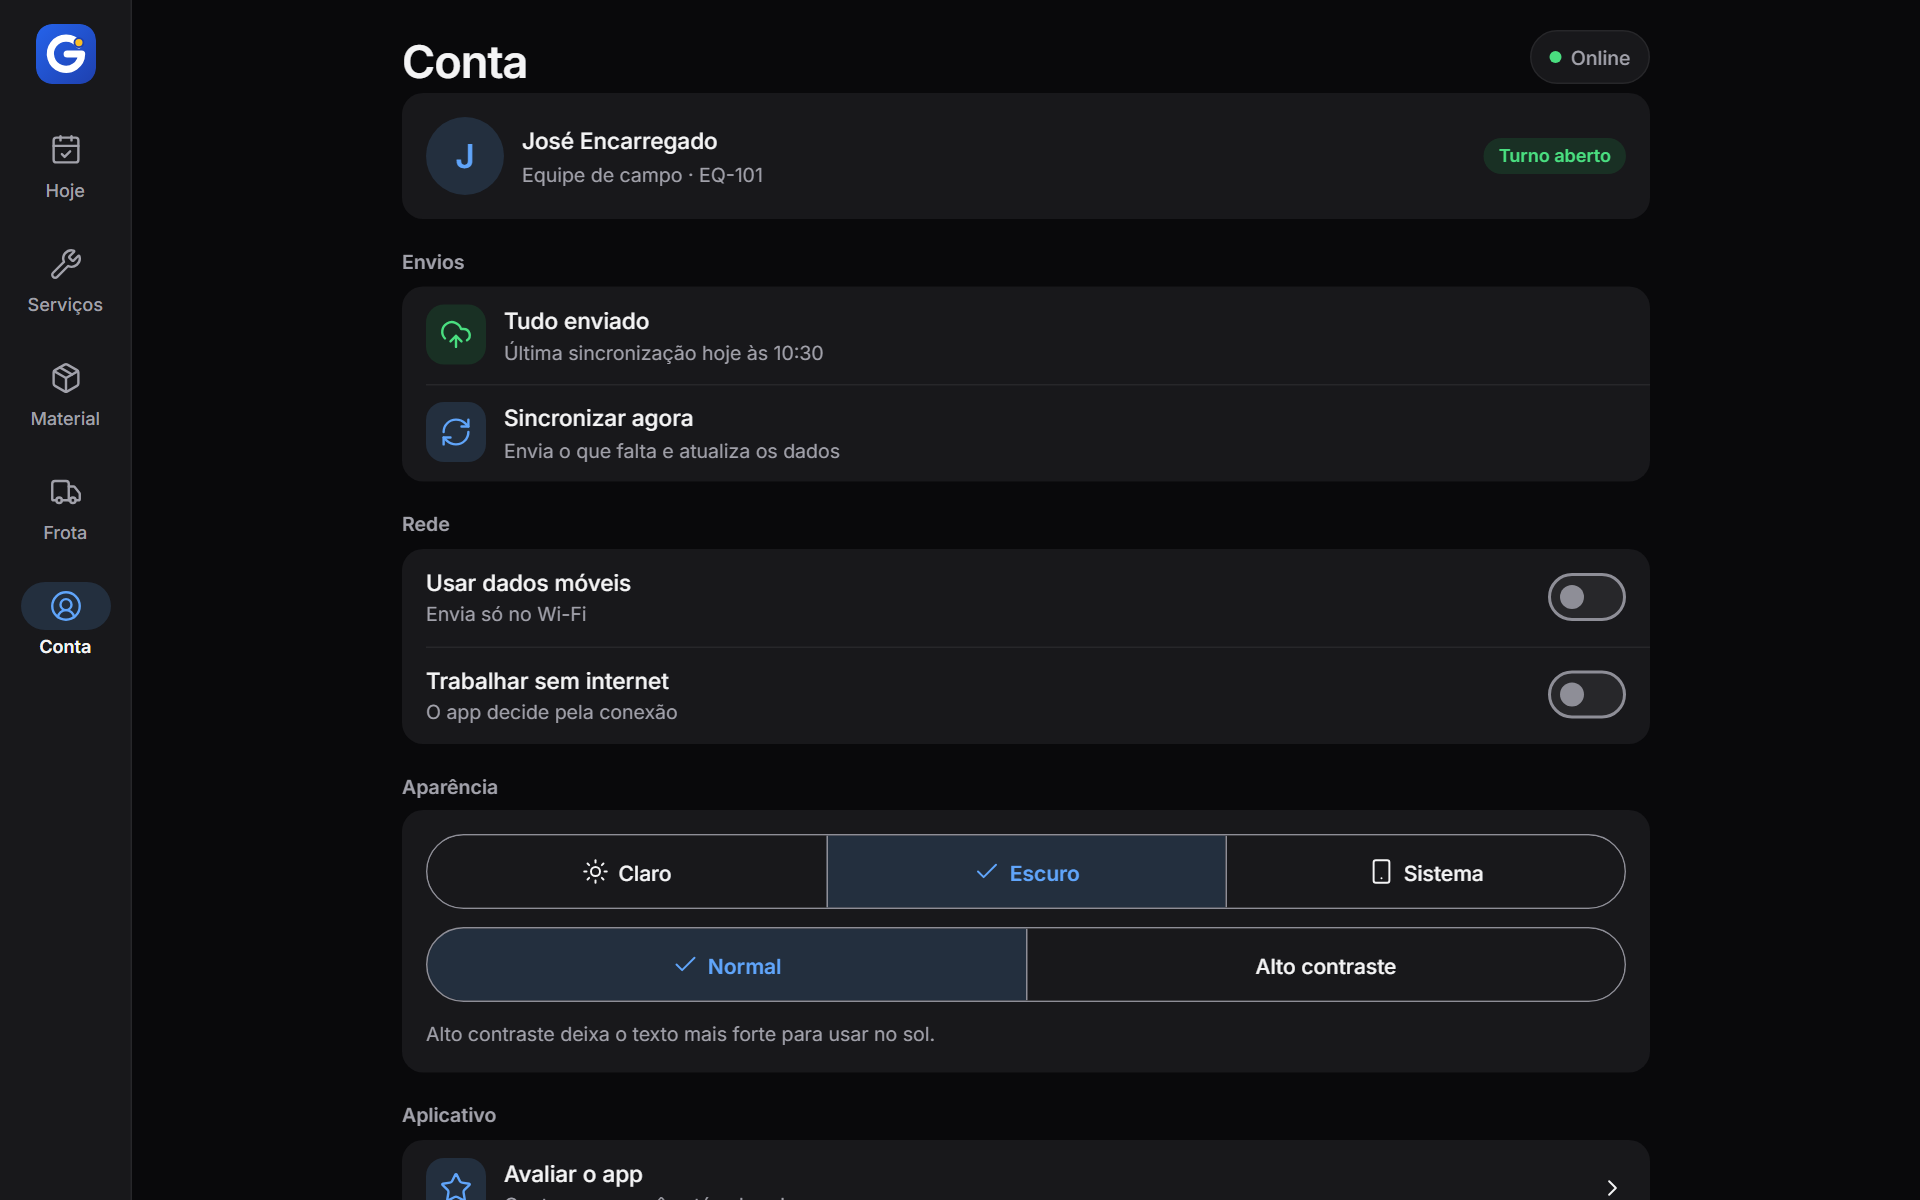 Conta
Online
J
José Encarregado
Equipe de campo · EQ-101
Turno aberto
Hoje
Serviços
Material
Frota
Conta
Envios
Tudo enviado
Última sincronização hoje às 10:30
Sincronizar agora
Envia o que falta e atualiza os dados
Rede
Usar dados móveis
Envia só no Wi-Fi
Trabalhar sem internet
O app decide pela conexão
Aparência
Claro
Escuro
Sistema
Normal
Alto contraste
Alto contraste deixa o texto mais forte para usar no sol.
Aplicativo
Avaliar o app